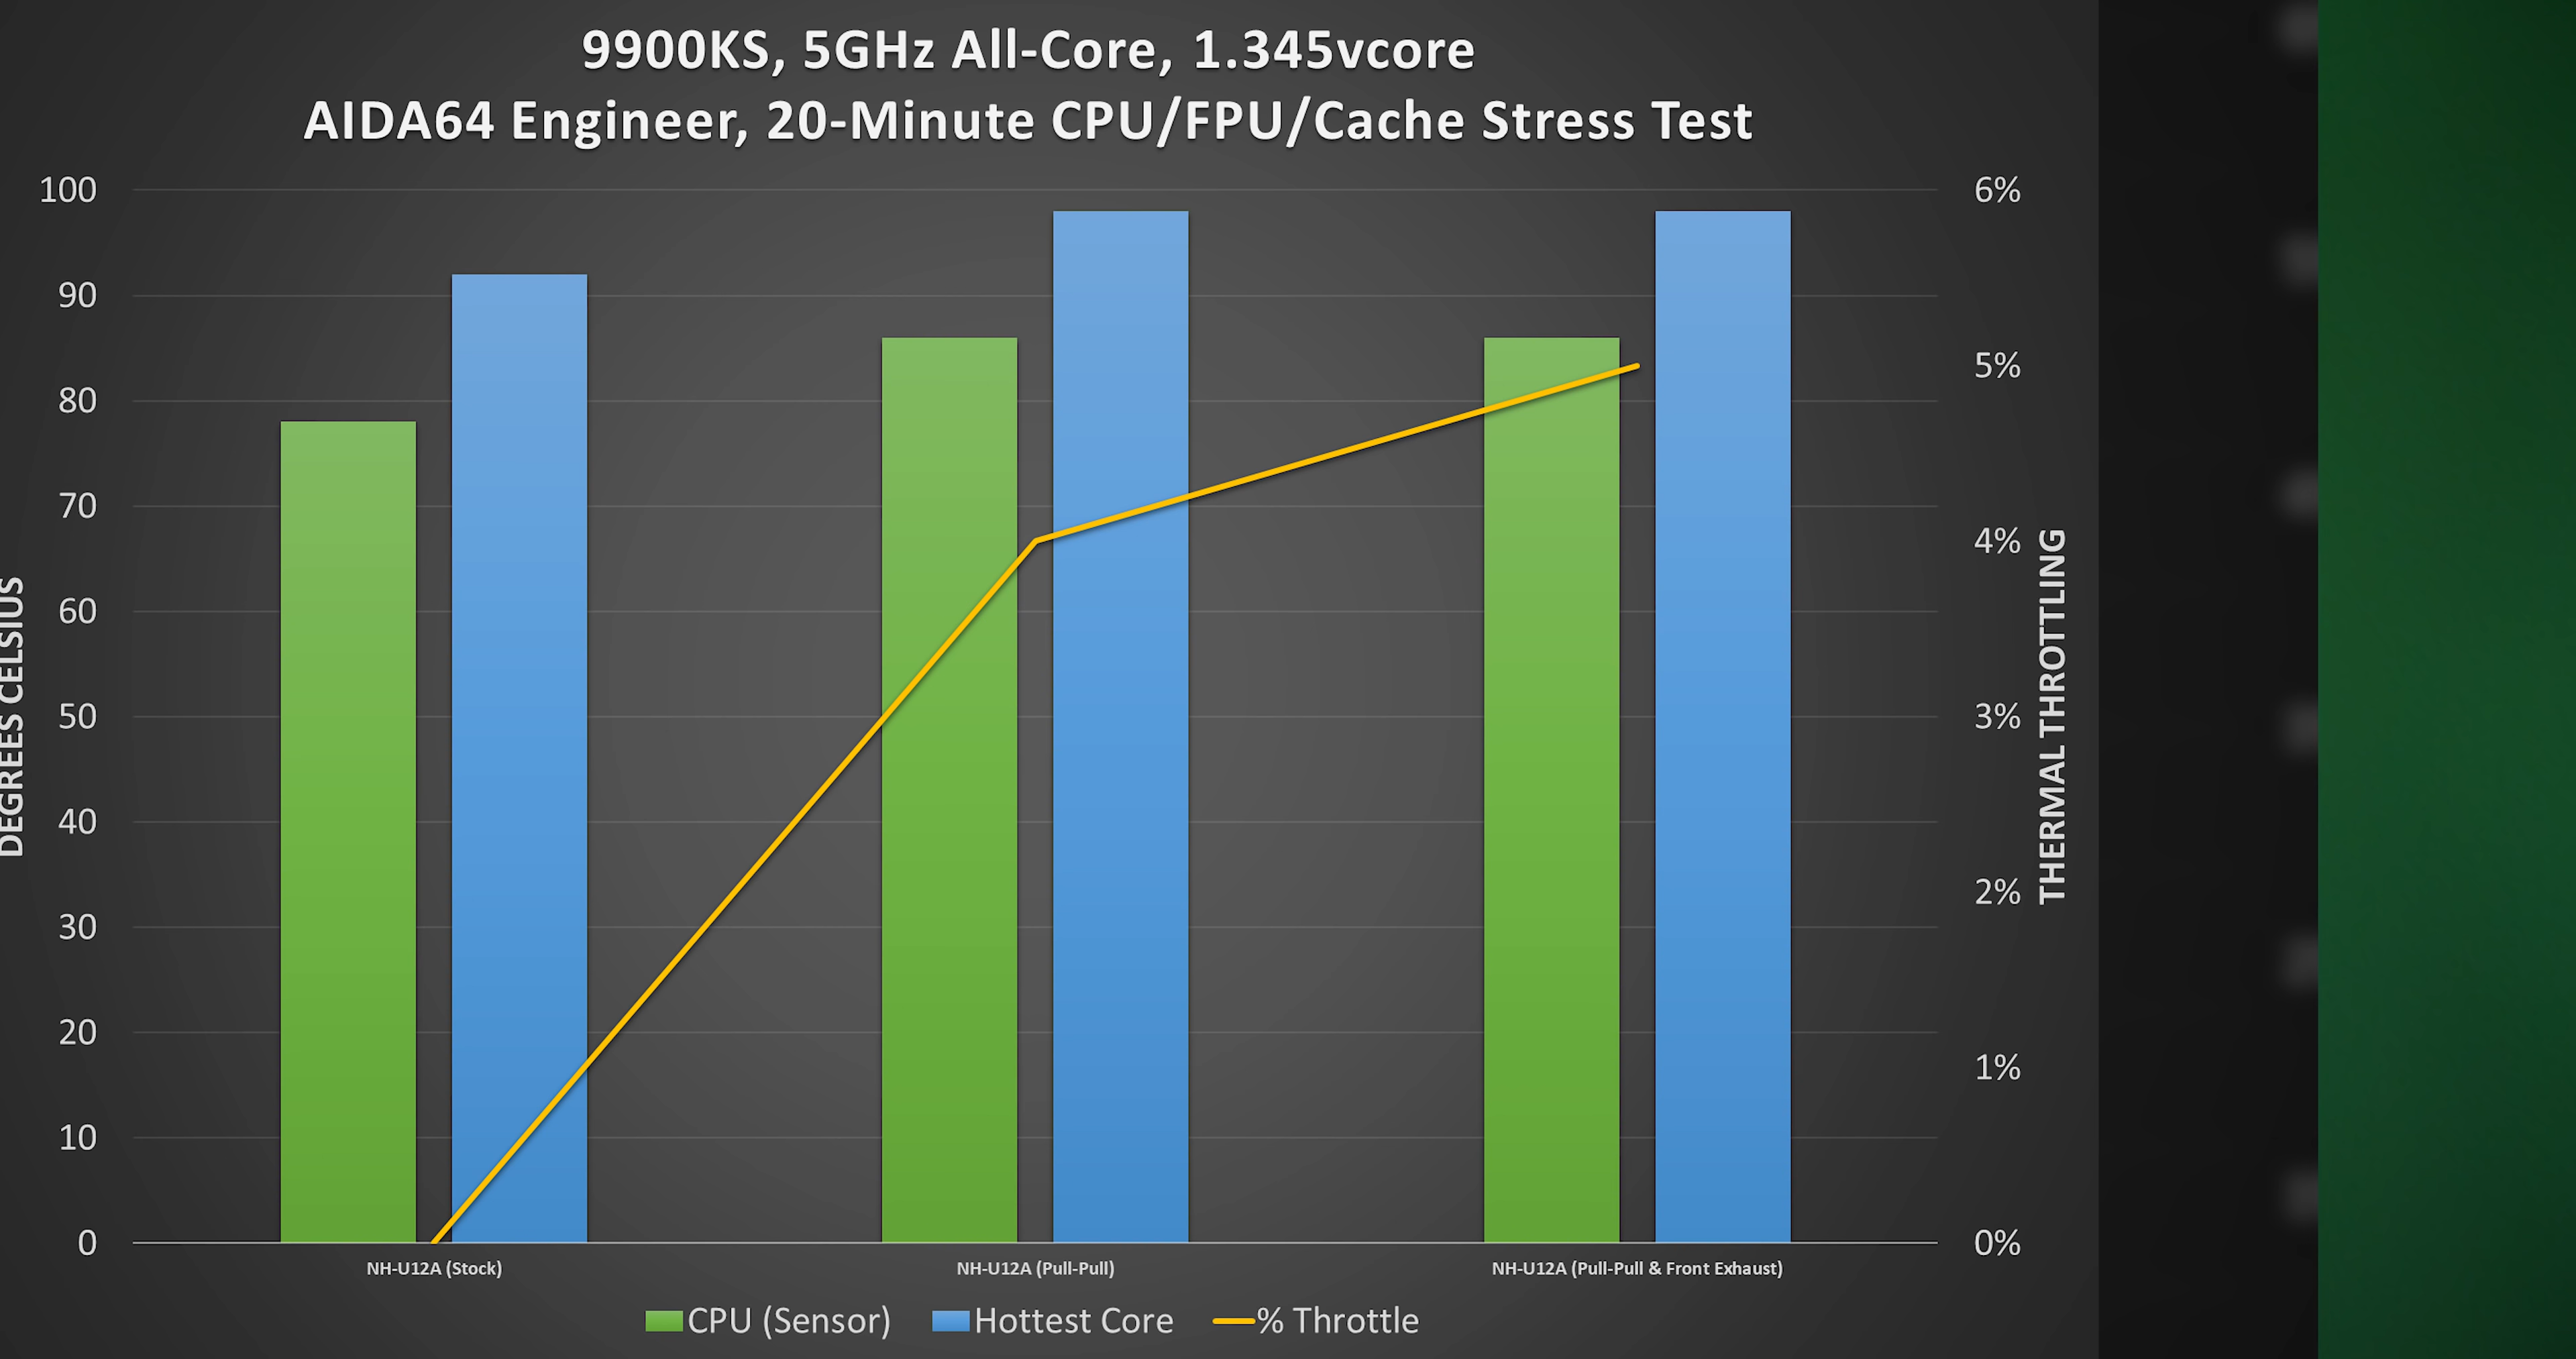 9900KS, 5GHz All-Core, 1.345vcore
AIDA64 Engineer, 20-Minute CPU/FPU/Cache Stress Test
100
90
80
70
60
50
40
30
20
10
0
DEGREES CELSIUS
6%
5%
4%
3%
2%
1%
0%
THERMAL THROTTLING
NH-U12A (Stock)
NH-U12A (Pull-Pull)
NH-U12A (Pull-Pull & Front Exhaust)
CPU (Sensor)
Hottest Core
% Throttle